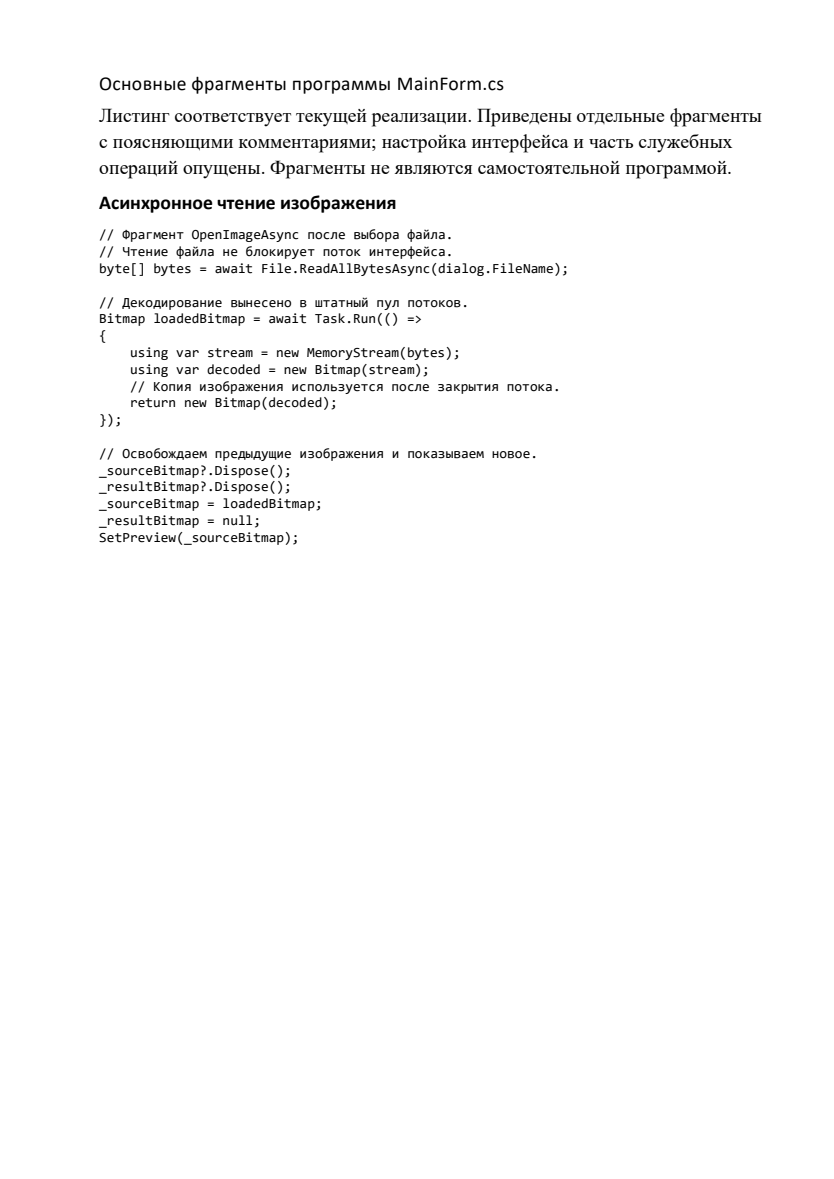 Основные фрагменты программы MainForm.cs
Листинг соответствует текущей реализации. Приведены отдельные фрагменты
с поясняющими комментариями; настройка интерфейса и часть служебных
операций опущены. Фрагменты не являются самостоятельной программой.
Асинхронное чтение изображения
// Фрагмент OpenImageAsync после выбора файла.
// Чтение файла не блокирует поток интерфейса.
byte[] bytes = await File.ReadAllBytesAsync(dialog.FileName);

// Декодирование вынесено в штатный пул потоков.
Bitmap loadedBitmap = await Task.Run(() =>
{
    using var stream = new MemoryStream(bytes);
    using var decoded = new Bitmap(stream);
    // Копия изображения используется после закрытия потока.
    return new Bitmap(decoded);
});

// Освобождаем предыдущие изображения и показываем новое.
_sourceBitmap?.Dispose();
_resultBitmap?.Dispose();
_sourceBitmap = loadedBitmap;
_resultBitmap = null;
SetPreview(_sourceBitmap);